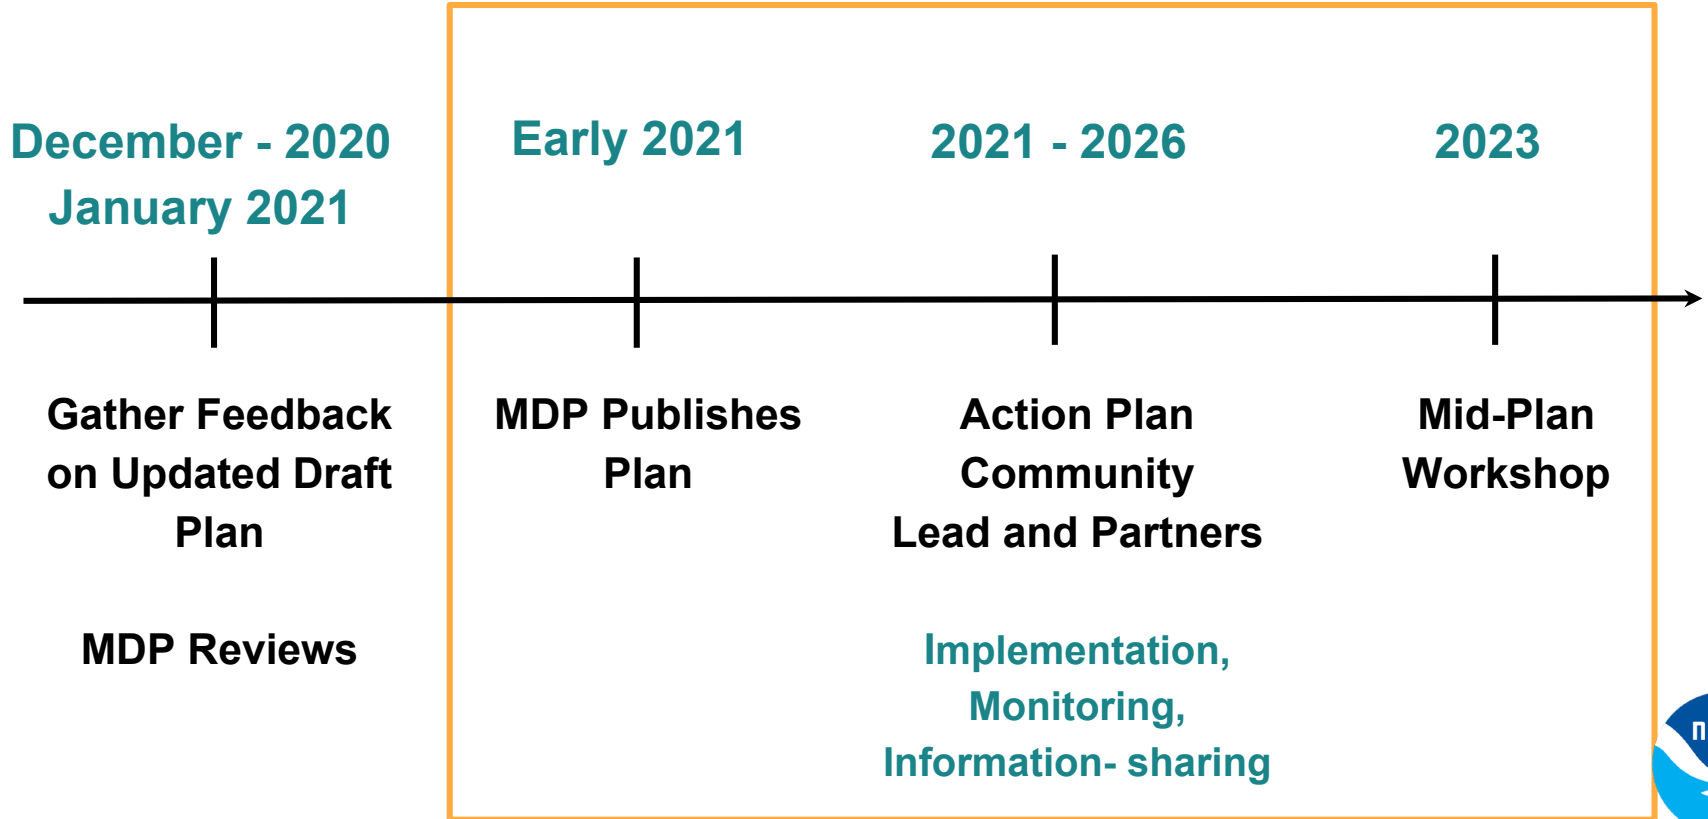 December - 2020
January 2021
Early 2021
2021 - 2026
2023
Gather Feedback
on Updated Draft
Plan
MDP Reviews
MDP Publishes
Plan
Action Plan
Community
Lead and Partners
Implementation,
Monitoring,
Information- sharing
Mid-Plan
Workshop